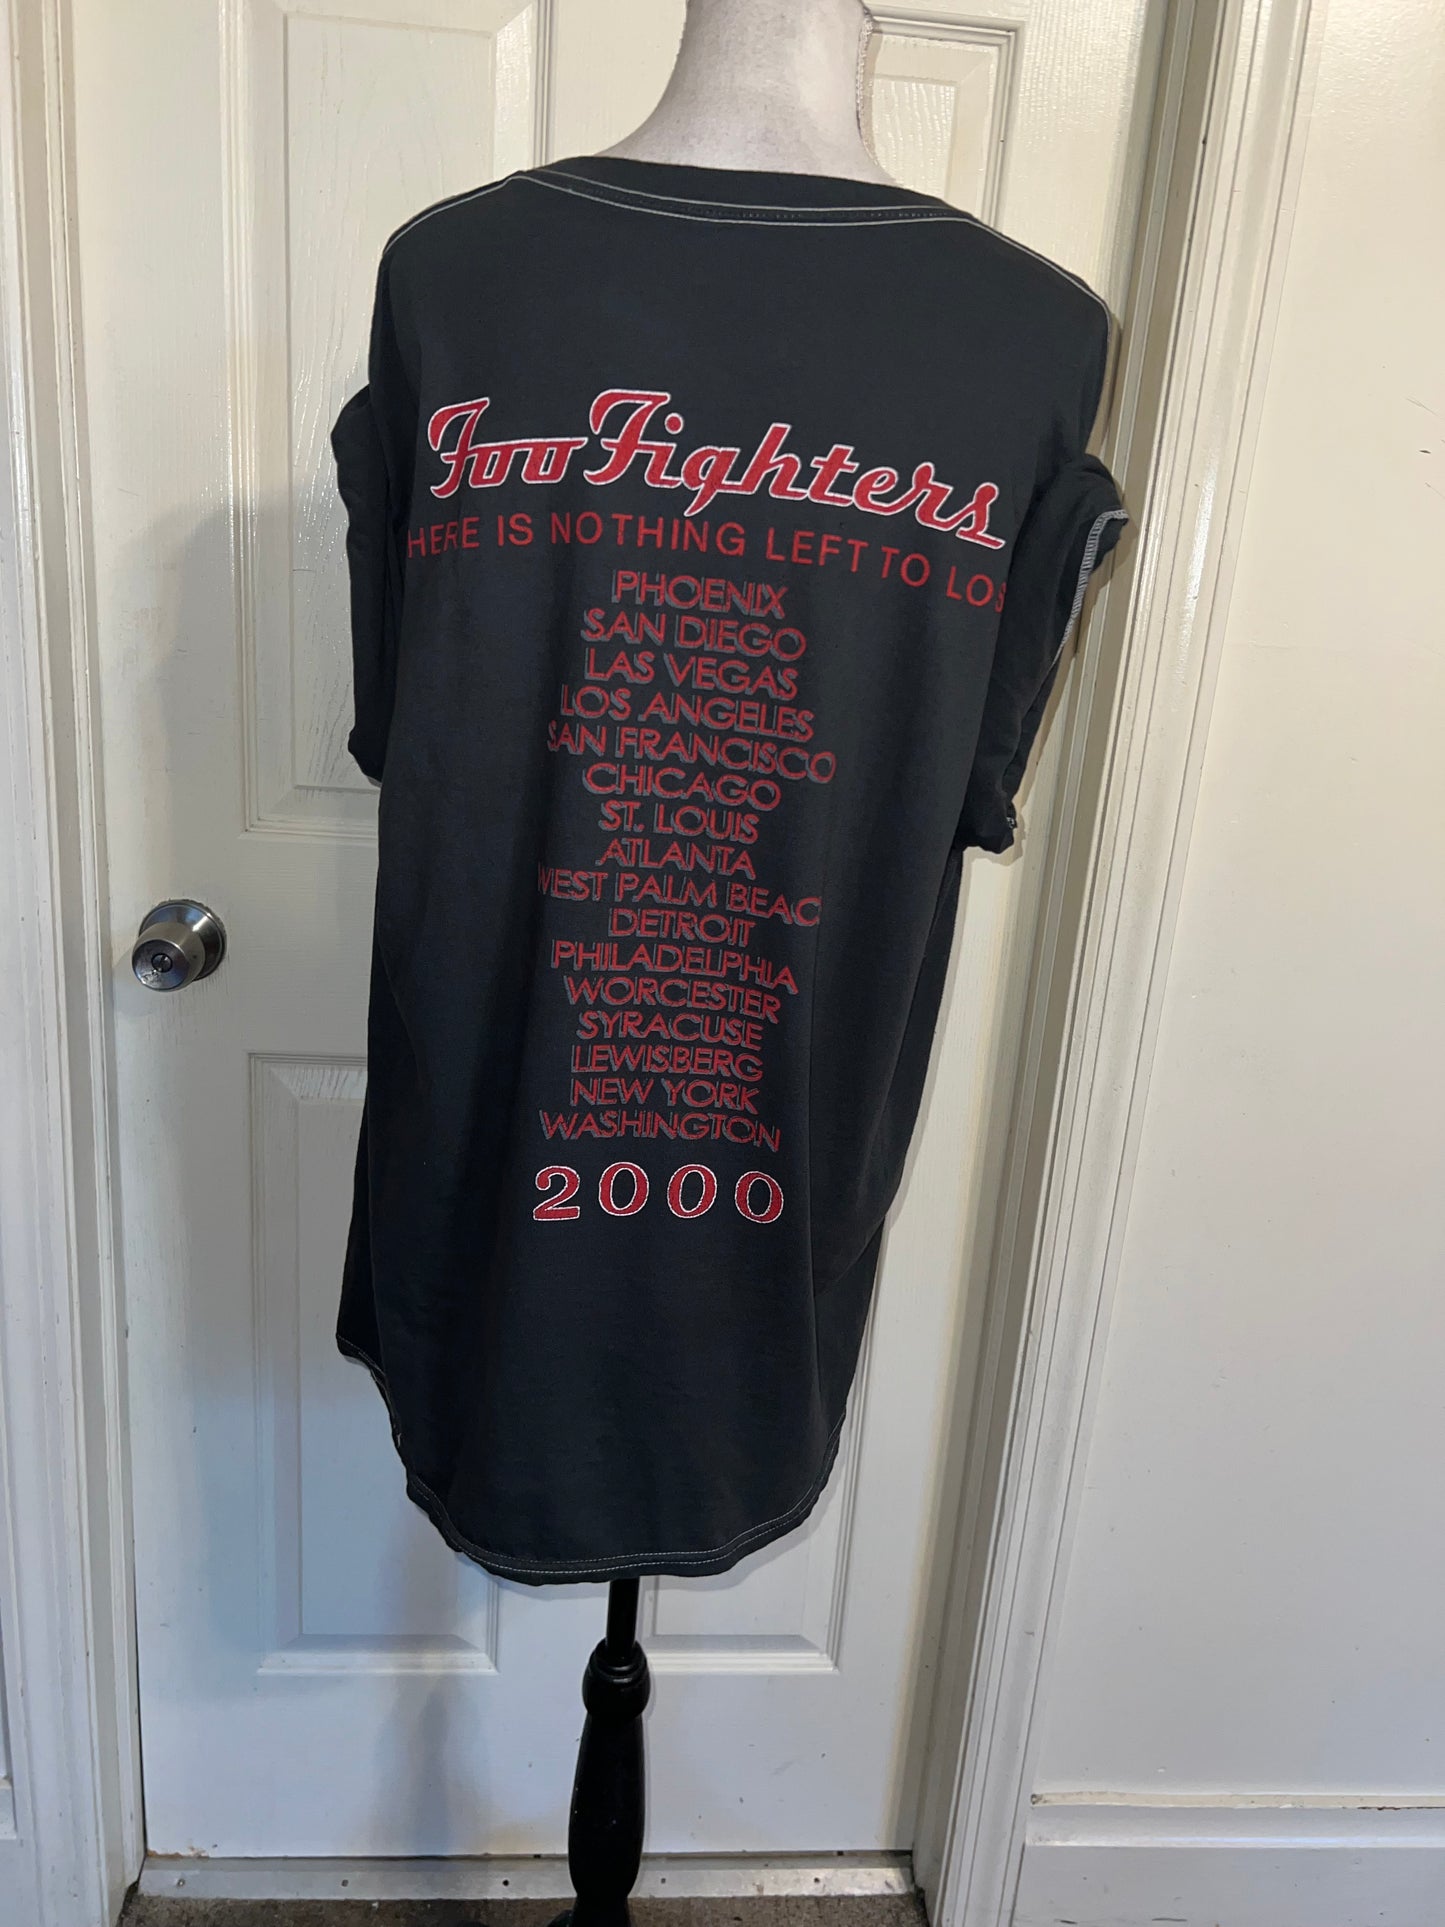 Foo Fighters
HERE IS NOTHING LEFT TO LOS
PHOENIX
SAN DIEGO
LAS VEGAS
LOS ANGELES
SAN FRANCISCO
CHICAGO
ST. LOUIS
ATLANTA
WEST PALM BEAC
DETROIT
PHILADELPHIA
WORCESTER
SYRACUSE
LEWISBERG
NEW YORK
WASHINGTON
2000